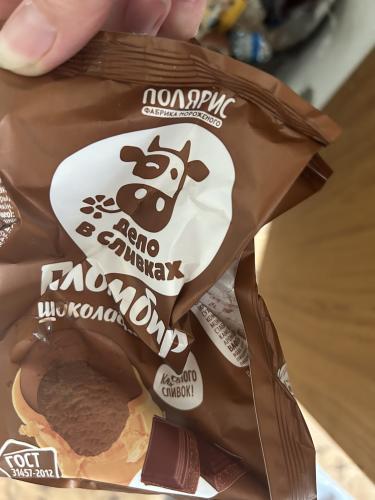 ПОЛЯРИС
ФАБРИКА МОРОЖЕНОГО
дело
в сливках
пломбир
ГОСТ
31457-2012
сливок!